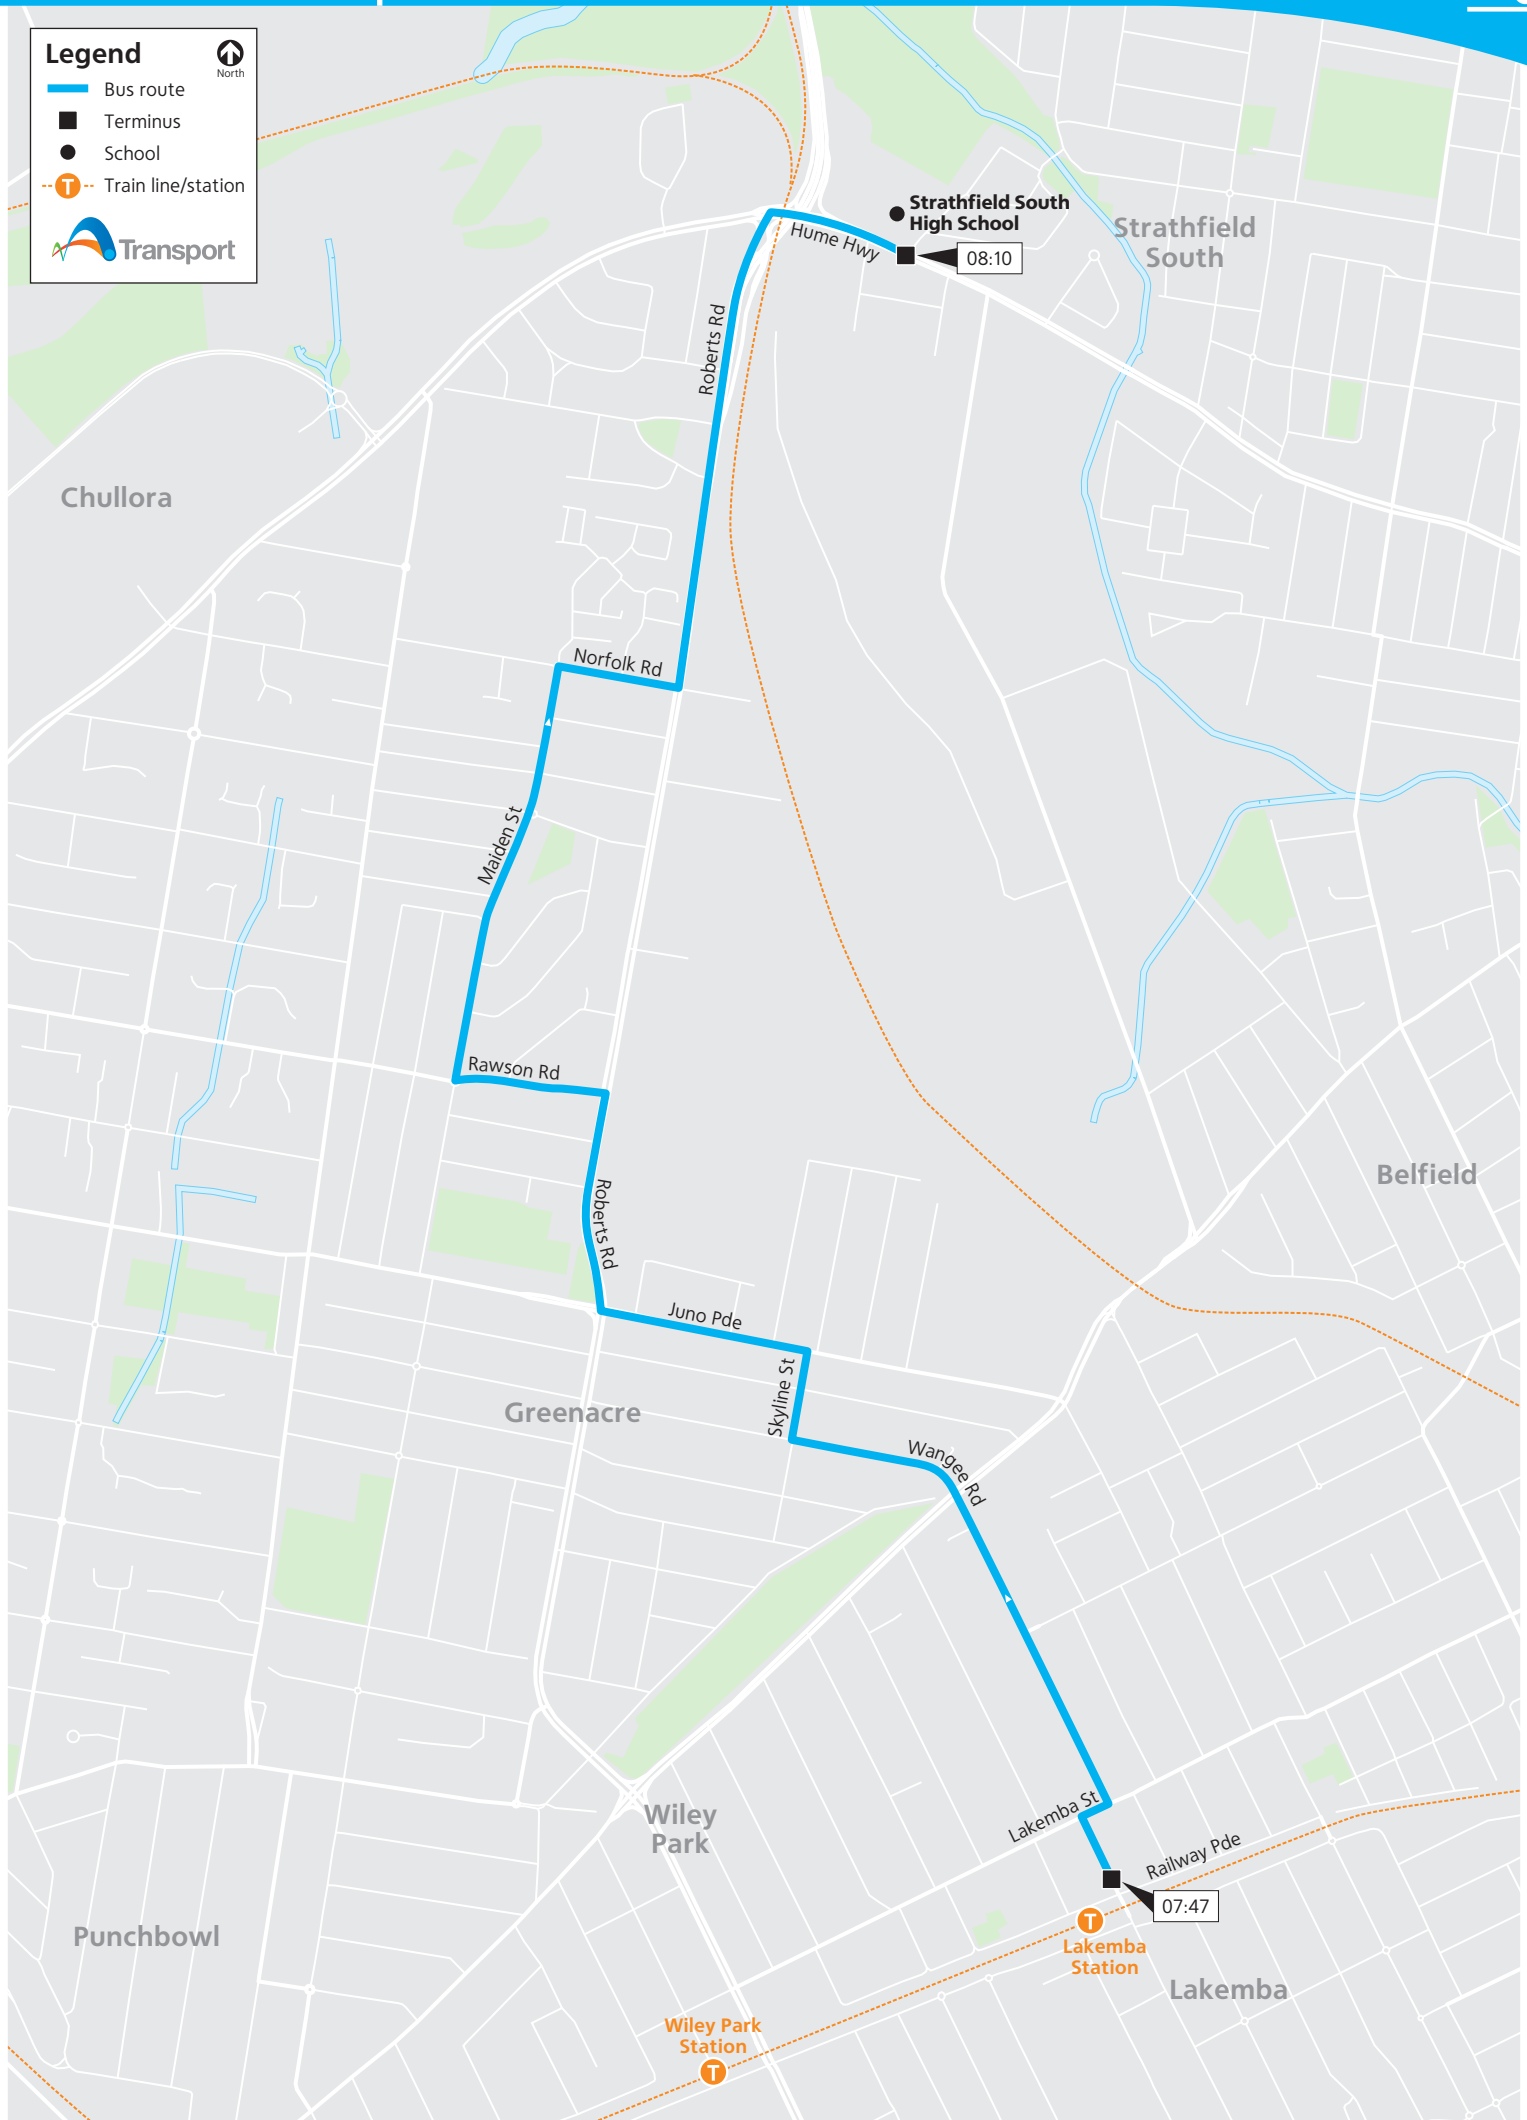 Legend
North
Bus route
Terminus
School
T Train line/station
Transport
Strathfield South
High School
Strathfield
South
Hume Hwy
08:10
Roberts Rd
Chullora
Norfolk Rd
Maiden St
Rawson Rd
Belfield
Roberts Rd
Juno Pde
Skyline St
Greenacre
Wangee Rd
Lakemba St
Wiley
Park
Railway Pde
07:47
T
Lakemba
Station
Punchbowl
Lakemba
Wiley Park
Station
T